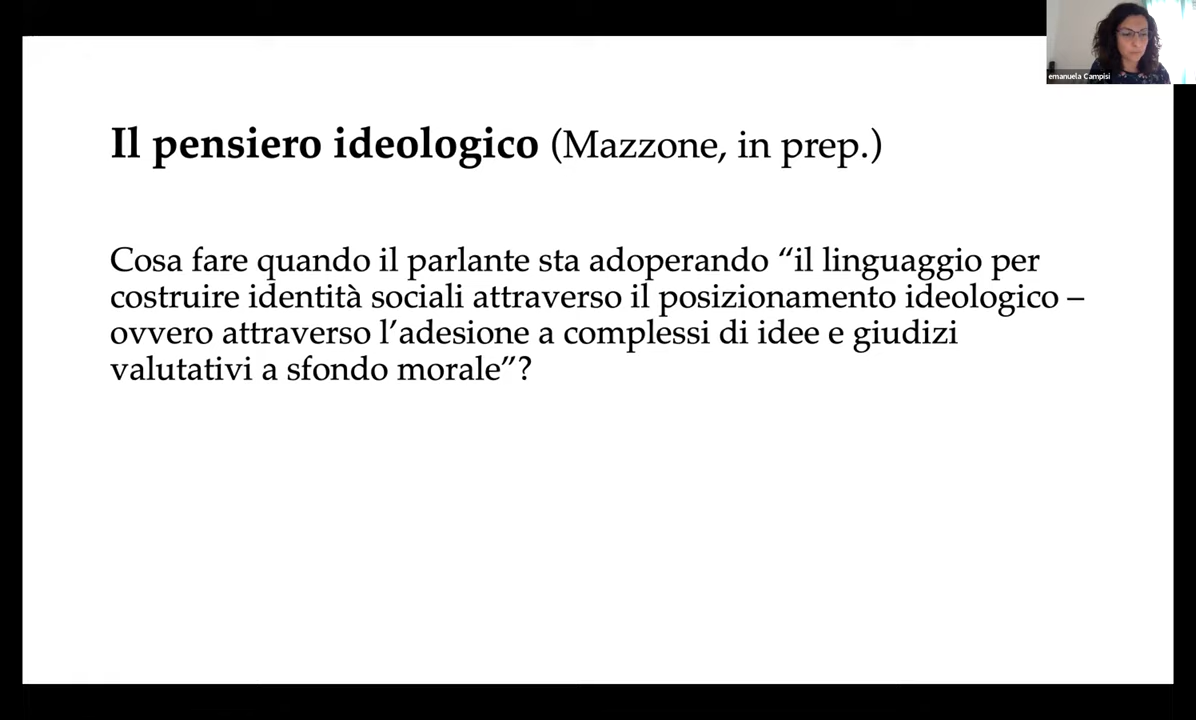 emanuela Campisi
Il pensiero ideologico (Mazzone, in prep.)
Cosa fare quando il parlante sta adoperando “il linguaggio per
costruire identità sociali attraverso il posizionamento ideologico –
ovvero attraverso l’adesione a complessi di idee e giudizi
valutativi a sfondo morale”?